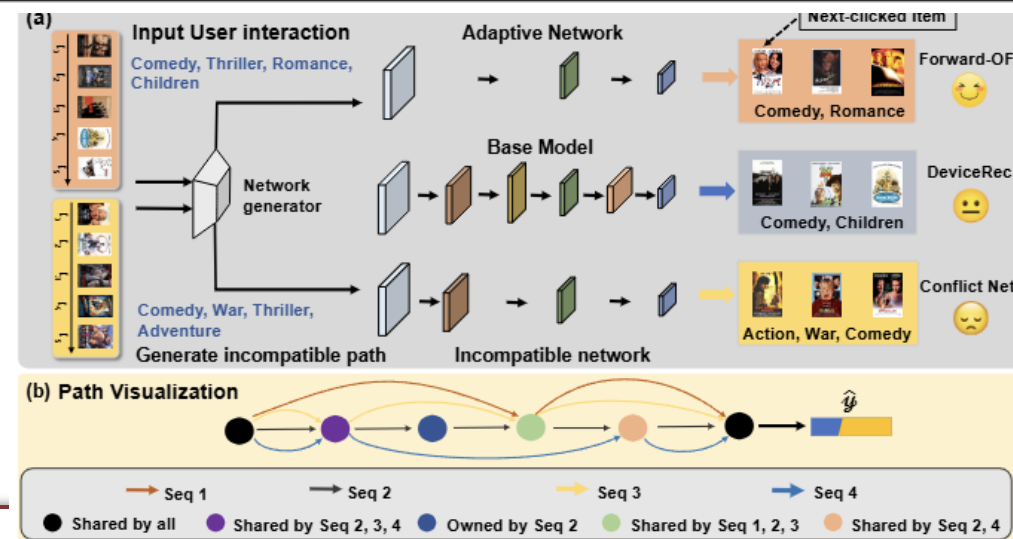 (a)
Next-clicked Item
Input User interaction
Adaptive Network
Comedy, Thriller, Romance,
Children
Forward-OF
Comedy, Romance
Base Model
Network
generator
DeviceRec
Comedy, Children
Conflict Net
Comedy, War, Thriller,
Adventure
Action, War, Comedy
Generate incompatible path
Incompatible network
(b) Path Visualization
ŷ
Seq 1
Seq 2
Seq 3
Seq 4
Shared by all
Shared by Seq 2, 3, 4
Owned by Seq 2
Shared by Seq 1, 2, 3
Shared by Seq 2, 4